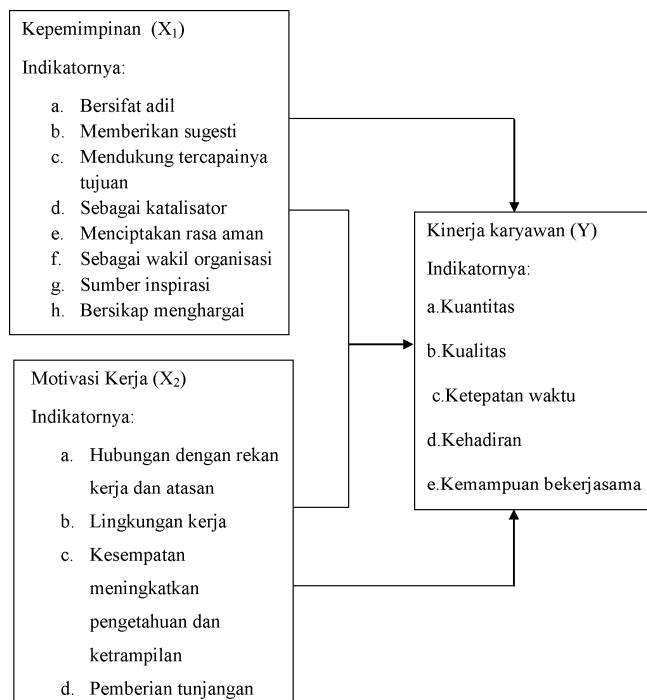 Kepemimpinan (X₁)
Indikatornya:
a. Bersifat adil
b. Memberikan sugesti
c. Mendukung tercapainya
tujuan
d. Sebagai katalisator
e. Menciptakan rasa aman
f. Sebagai wakil organisasi
g. Sumber inspirasi
h. Bersikap menghargai
Motivasi Kerja (X₂)
Indikatornya:
a. Hubungan dengan rekan
kerja dan atasan
b. Lingkungan kerja
c. Kesempatan
meningkatkan
pengetahuan dan
ketrampilan
d. Pemberian tunjangan
Kinerja karyawan (Y)
Indikatornya:
a.Kuantitas
b.Kualitas
c.Ketepatan waktu
d.Kehadiran
e.Kemampuan bekerjasama